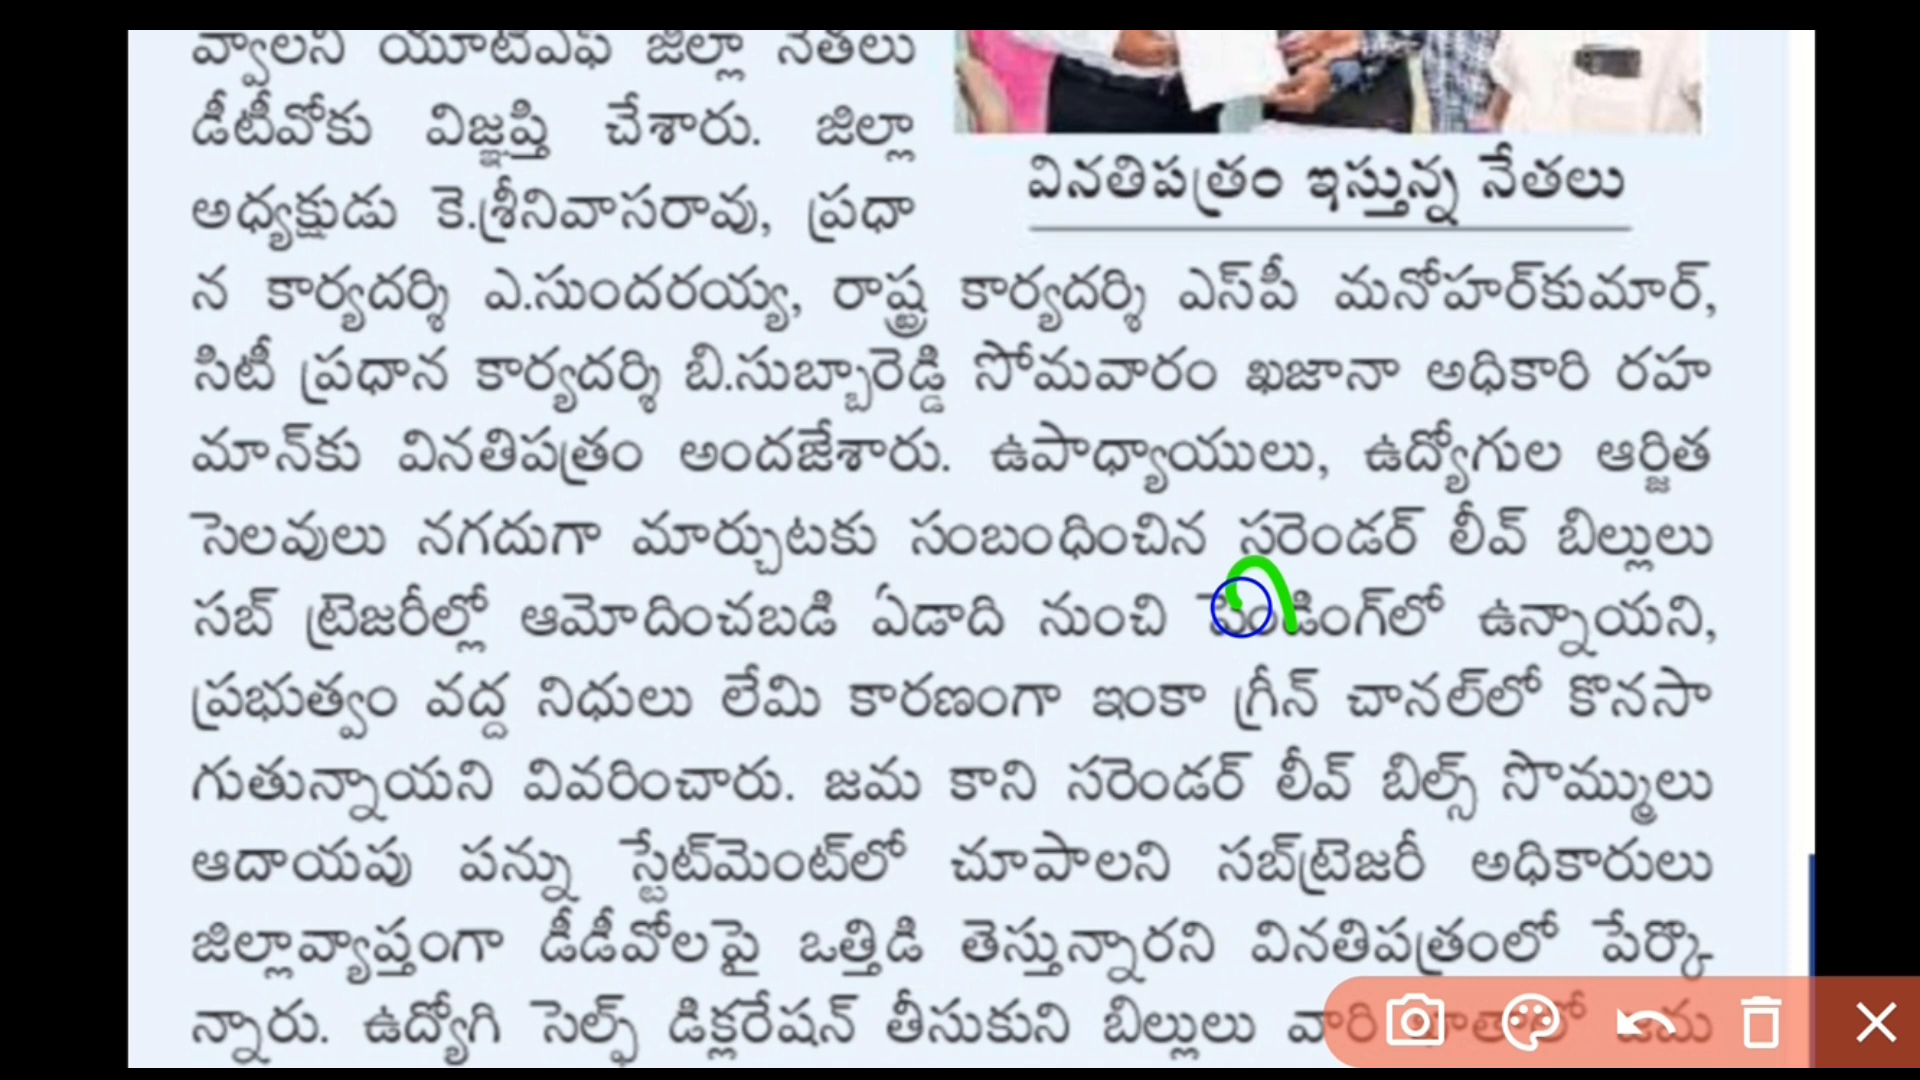 వ్వాలని యూటీఎఫ్ జిల్లా నేతలు
డీటీవోకు విజ్ఞప్తి చేశారు. జిల్లా
అధ్యక్షుడు కె.శ్రీనివాసరావు, ప్రధా
వినతిపత్రం ఇస్తున్న నేతలు
న కార్యదర్శి ఎ.సుందరయ్య, రాష్ట్ర కార్యదర్శి ఎస్‌పీ మనోహర్‌కుమార్,
సిటీ ప్రధాన కార్యదర్శి బి.సుబ్బారెడ్డి సోమవారం ఖజానా అధికారి రహ
మాన్‌కు వినతిపత్రం అందజేశారు. ఉపాధ్యాయులు, ఉద్యోగుల ఆర్జిత
సెలవులు నగదుగా మార్చుటకు సంబంధించిన సరెండర్ లీవ్ బిల్లులు
సబ్ ట్రెజరీల్లో ఆమోదించబడి ఏడాది నుంచి పెండింగ్‌లో ఉన్నాయని,
ప్రభుత్వం వద్ద నిధులు లేమి కారణంగా ఇంకా గ్రీన్ చానల్‌లో కొనసా
గుతున్నాయని వివరించారు. జమ కాని సరెండర్ లీవ్ బిల్స్ సొమ్ములు
ఆదాయపు పన్ను స్టేట్‌మెంట్‌లో చూపాలని సబ్‌ట్రెజరీ అధికారులు
జిల్లావ్యాప్తంగా డీడీవోలపై ఒత్తిడి తెస్తున్నారని వినతిపత్రంలో పేర్కొ
న్నారు. ఉద్యోగి సెల్ఫ్ డిక్లరేషన్ తీసుకుని బిల్లులు వారి ఖాతాలో జమ